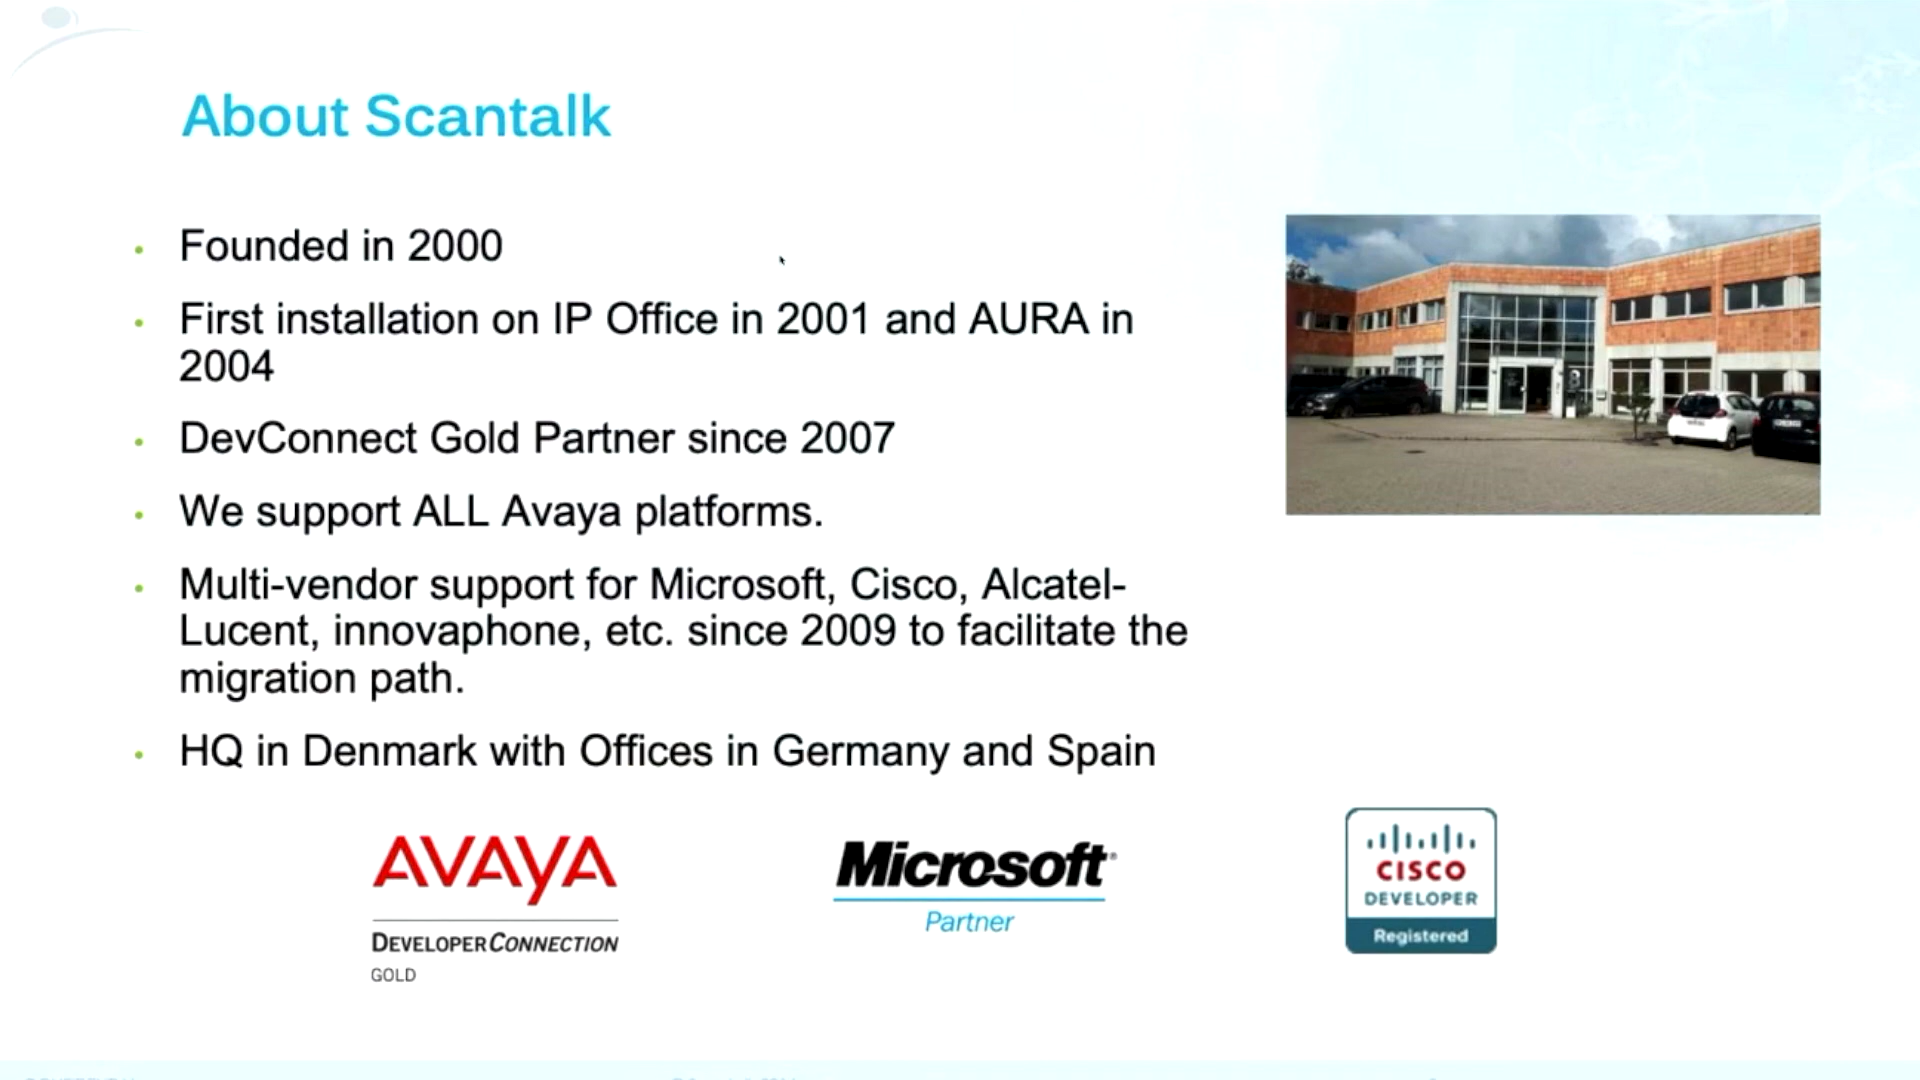 About Scantalk
Founded in 2000
First installation on IP Office in 2001 and AURA in
2004
DevConnect Gold Partner since 2007
We support ALL Avaya platforms.
Multi-vendor support for Microsoft, Cisco, Alcatel-
Lucent, innovaphone, etc. since 2009 to facilitate the
migration path.
HQ in Denmark with Offices in Germany and Spain
AVAYA
DEVELOPERCONNECTION
GOLD
Microsoft®
Partner
CISCO
DEVELOPER
Registered